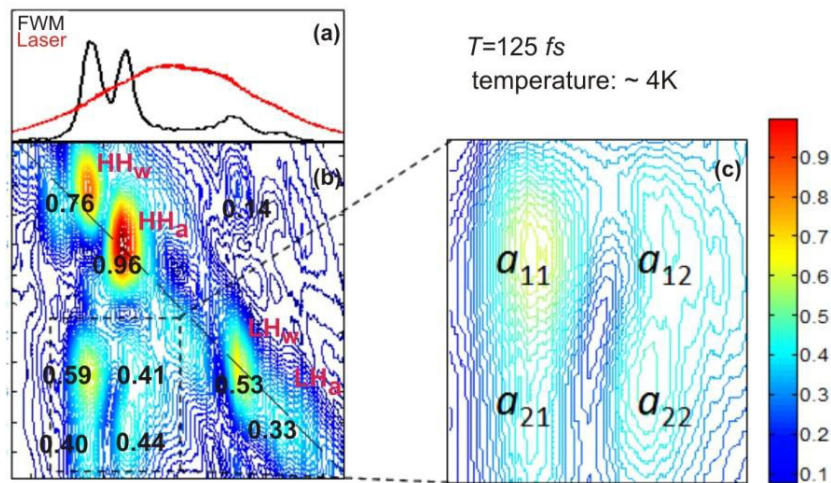 FWM
Laser
(a)
T=125 fs
temperature: ~ 4K
HHw
(b)
0.76
0.14
HHa
0.96
LHw
0.59
0.41
0.53
LHa
0.40
0.44
0.33
(c)
a11
a12
a21
a22
0.9
0.8
0.7
0.6
0.5
0.4
0.3
0.2
0.1